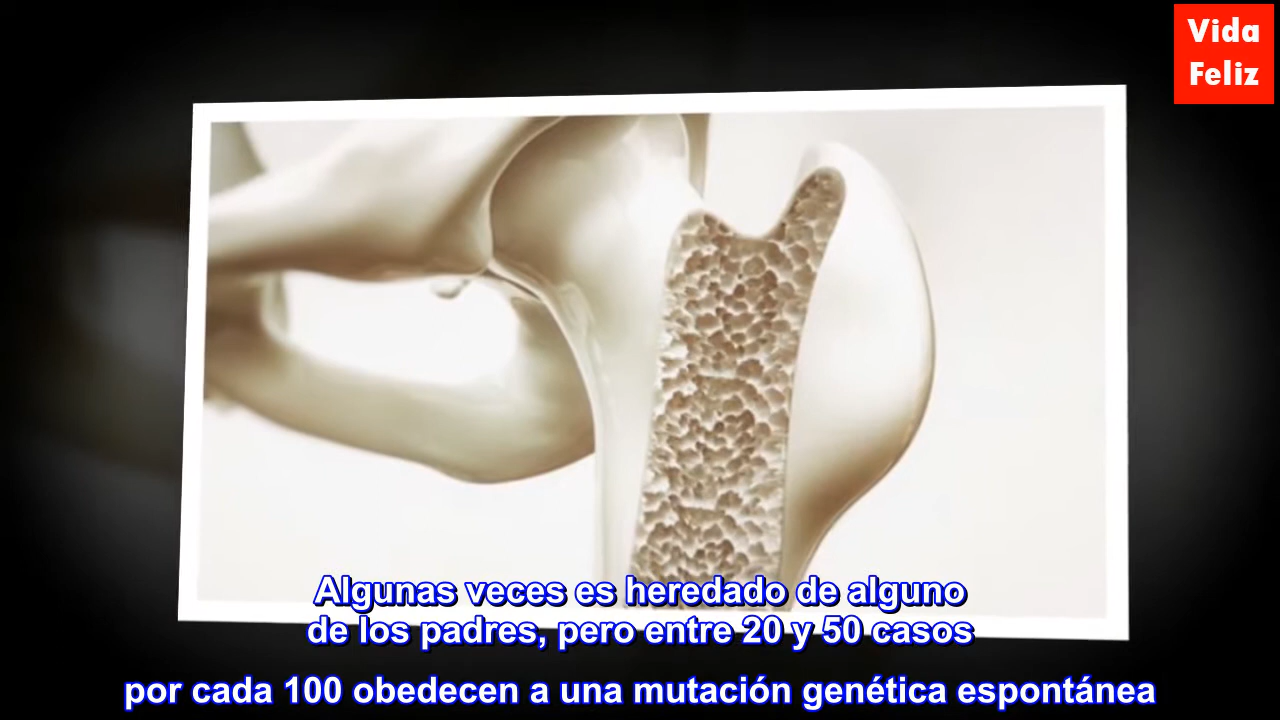 Vida
Feliz
Algunas veces es heredado de alguno
de los padres, pero entre 20 y 50 casos
por cada 100 obedecen a una mutación genética espontánea